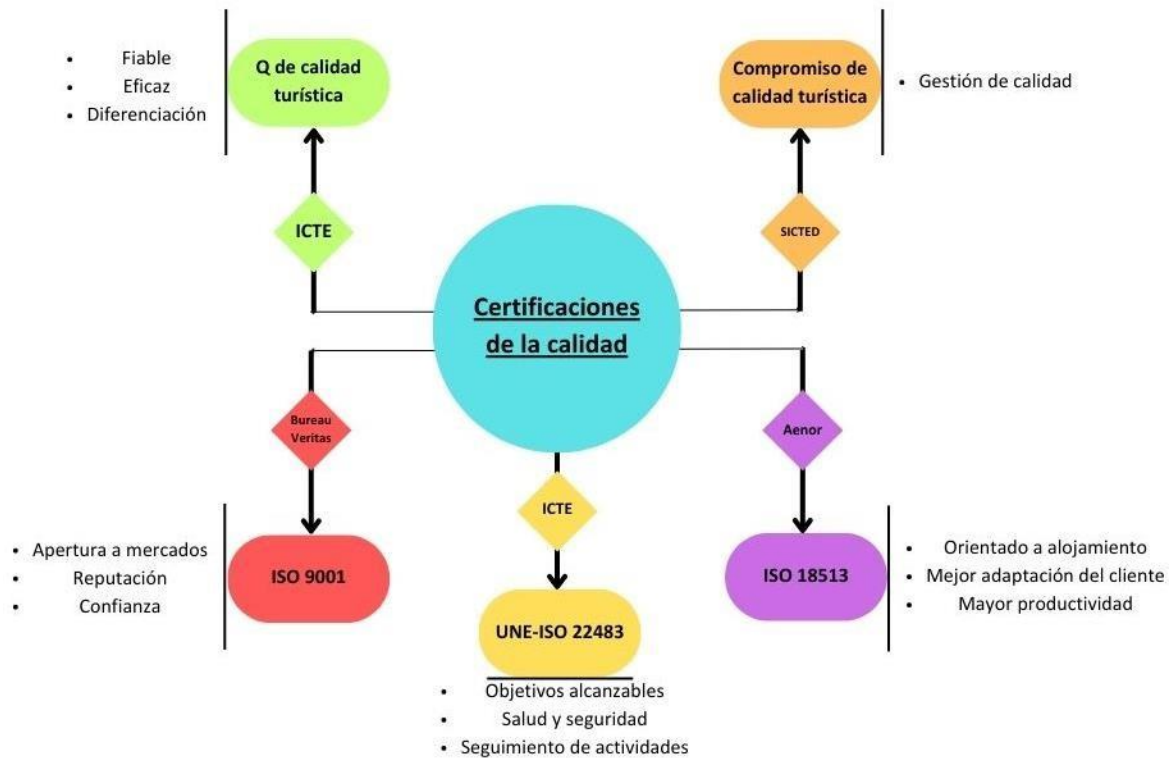 Fiable
Eficaz
Diferenciación
Q de calidad
turística
Compromiso de
calidad turística
Gestión de calidad
ICTE
SICTED
Certificaciones
de la calidad
Bureau
Veritas
Aenor
ICTE
Apertura a mercados
Reputación
Confianza
ISO 9001
UNE-ISO 22483
ISO 18513
Orientado a alojamiento
Mejor adaptación del cliente
Mayor productividad
Objetivos alcanzables
Salud y seguridad
Seguimiento de actividades